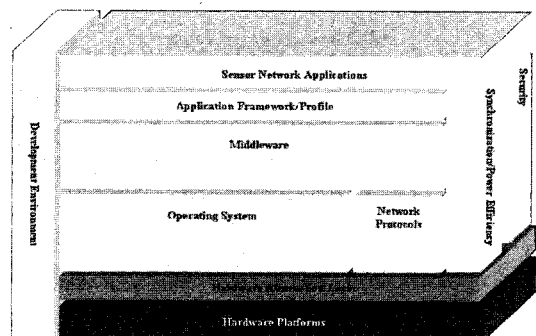 Sensor Network Applications
Application Framework/Profile
Middleware
Operating System
Network
Protocols
Hardware Platforms
Development Environment
Security
Synchronization/Power Efficiency